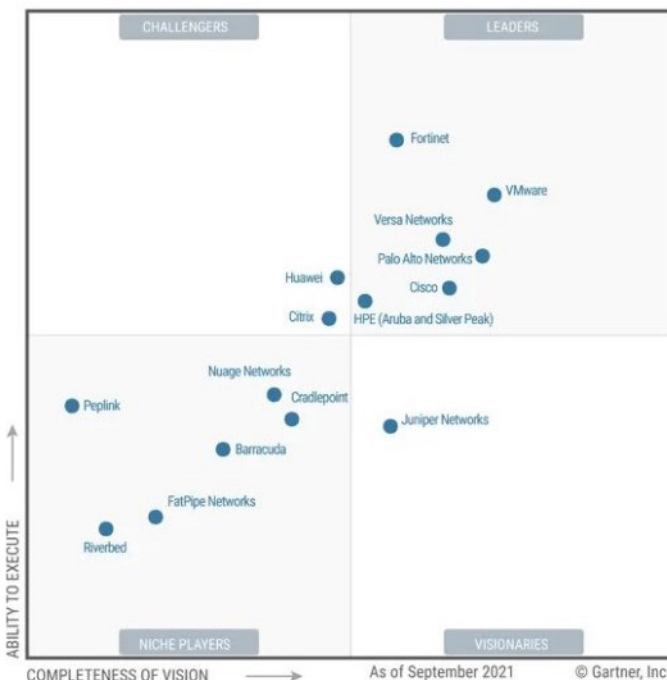 CHALLENGERS
LEADERS
Fortinet
VMware
Versa Networks
Palo Alto Networks
Huawei
Cisco
Citrix
HPE (Aruba and Silver Peak)
Nuage Networks
Peplink
Cradlepoint
Juniper Networks
Barracuda
FatPipe Networks
Riverbed
ABILITY TO EXECUTE
NICHE PLAYERS
VISIONARIES
COMPLETENESS OF VISION
As of September 2021
© Gartner, Inc